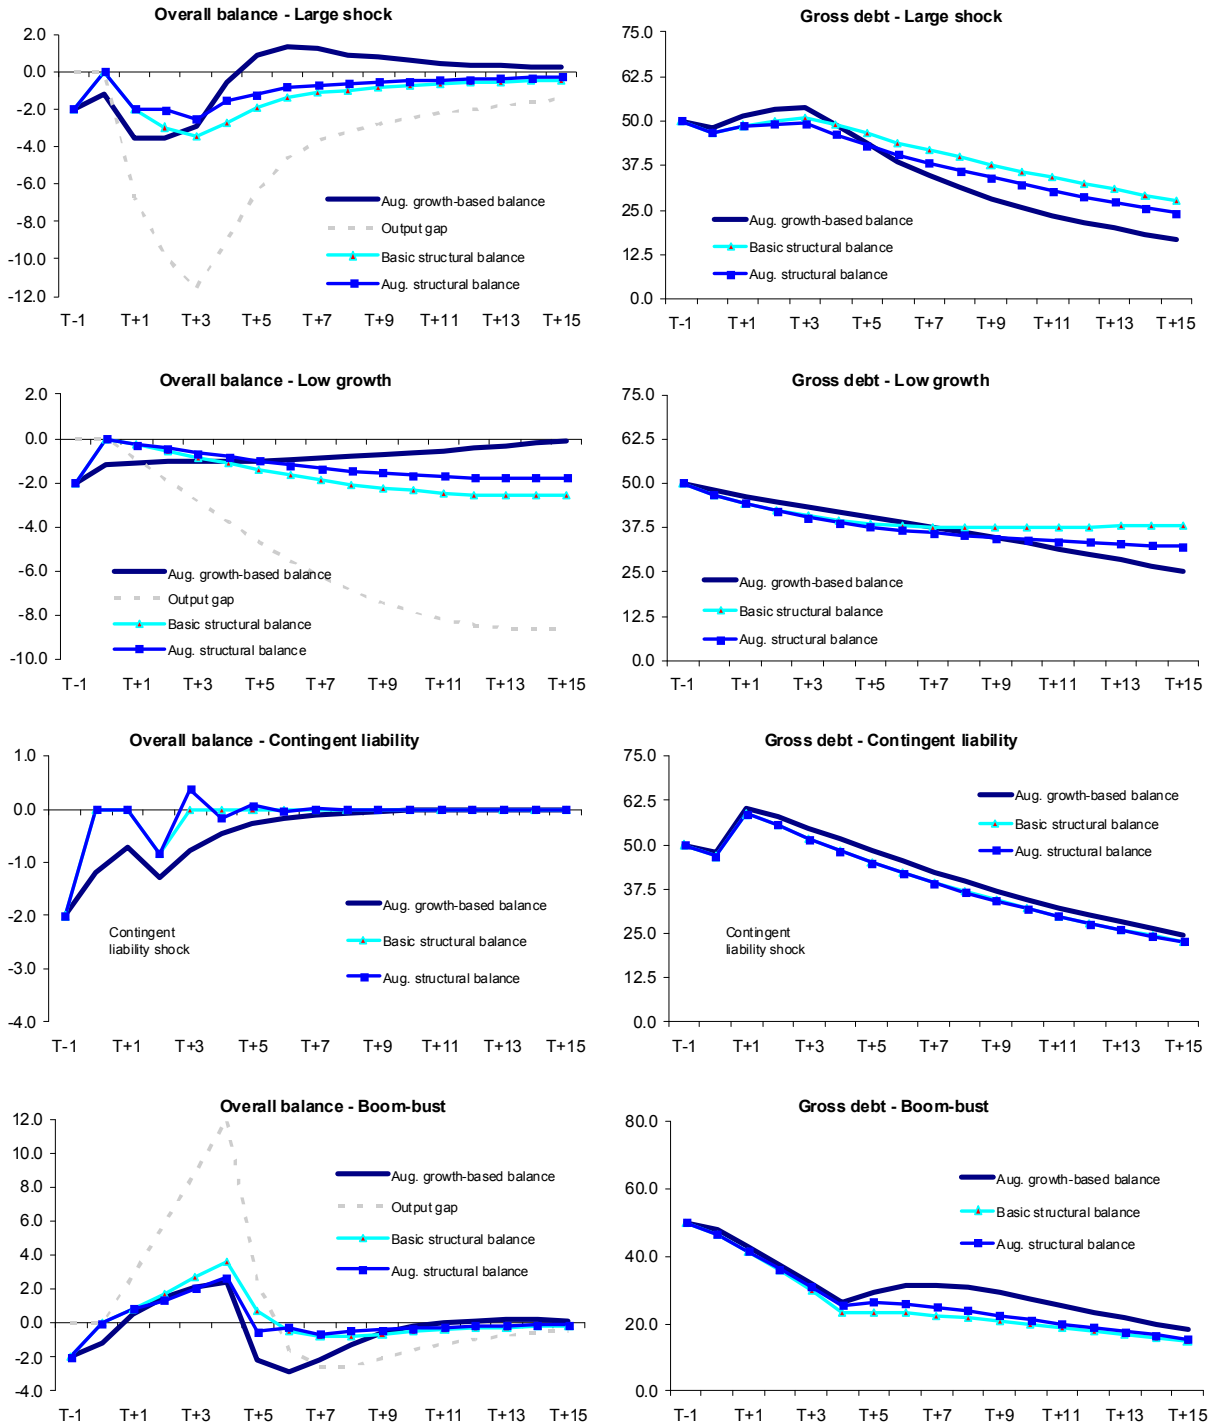 Overall balance - Large shock
2.0
0.0
-2.0
-4.0
-6.0
-8.0
-10.0
-12.0
Aug. growth-based balance
Output gap
Basic structural balance
Aug. structural balance
T-1 T+1 T+3 T+5 T+7 T+9 T+11 T+13 T+15
Gross debt - Large shock
75.0
62.5
50.0
37.5
25.0
12.5
0.0
Aug. growth-based balance
Basic structural balance
Aug. structural balance
T-1 T+1 T+3 T+5 T+7 T+9 T+11 T+13 T+15
Overall balance - Low growth
2.0
0.0
-2.0
-4.0
-6.0
-8.0
-10.0
Aug. growth-based balance
Output gap
Basic structural balance
Aug. structural balance
T-1 T+1 T+3 T+5 T+7 T+9 T+11 T+13 T+15
Gross debt - Low growth
75.0
62.5
50.0
37.5
25.0
12.5
0.0
Aug. growth-based balance
Basic structural balance
Aug. structural balance
T-1 T+1 T+3 T+5 T+7 T+9 T+11 T+13 T+15
Overall balance - Contingent liability
1.0
0.0
-1.0
-2.0
-3.0
-4.0
Aug. growth-based balance
Basic structural balance
Aug. structural balance
Contingent
liability shock
T-1 T+1 T+3 T+5 T+7 T+9 T+11 T+13 T+15
Gross debt - Contingent liability
75.0
62.5
50.0
37.5
25.0
12.5
0.0
Aug. growth-based balance
Basic structural balance
Aug. structural balance
Contingent
liability shock
T-1 T+1 T+3 T+5 T+7 T+9 T+11 T+13 T+15
Overall balance - Boom-bust
12.0
10.0
8.0
6.0
4.0
2.0
0.0
-2.0
-4.0
Aug. growth-based balance
Output gap
Basic structural balance
Aug. structural balance
T-1 T+1 T+3 T+5 T+7 T+9 T+11 T+13 T+15
Gross debt - Boom-bust
80.0
60.0
40.0
20.0
0.0
Aug. growth-based balance
Basic structural balance
Aug. structural balance
T-1 T+1 T+3 T+5 T+7 T+9 T+11 T+13 T+15